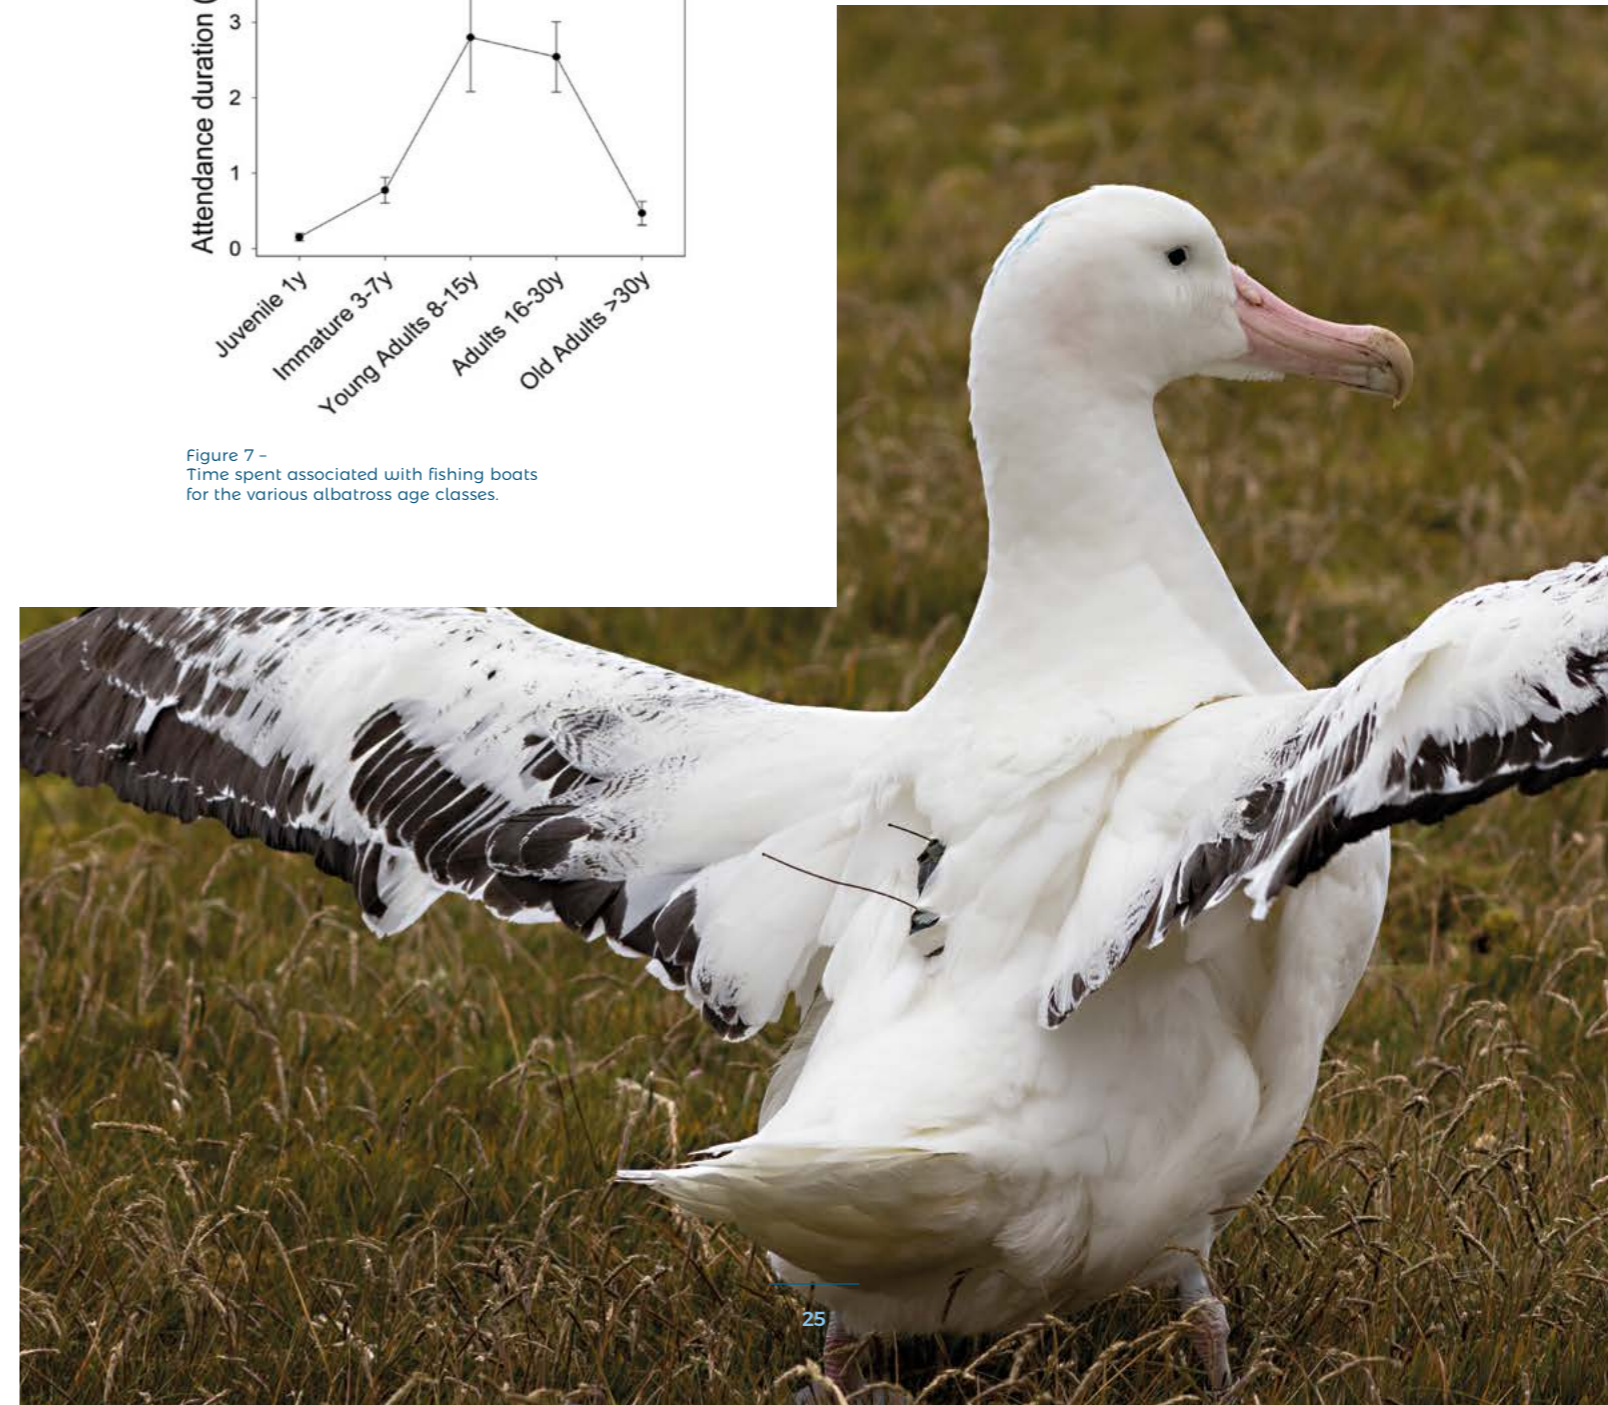 Attendance duration (
3
2
1
0
Juvenile 1y
Immature 3-7y
Young Adults 8-15y
Adults 16-30y
Old Adults >30y
Figure 7 –
Time spent associated with fishing boats
for the various albatross age classes.
25